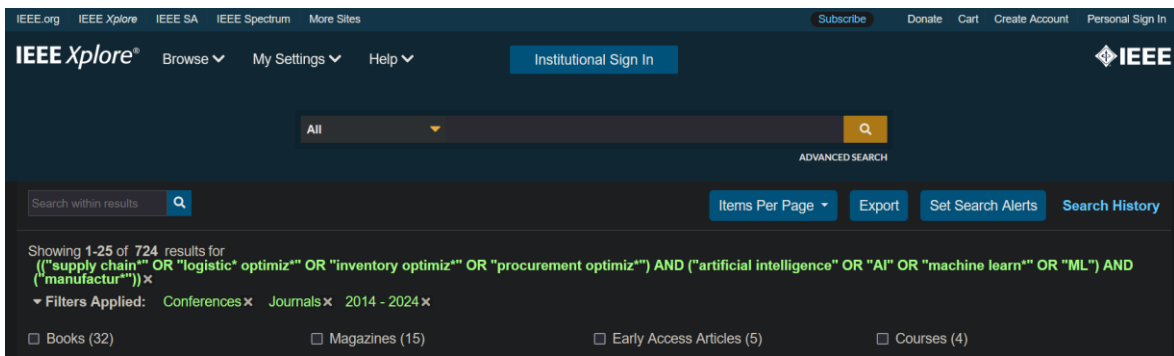 IEEE.org IEEE Xplore IEEE SA IEEE Spectrum More Sites Subscribe Donate Cart Create Account Personal Sign In
IEEE Xplore® Browse My Settings Help Institutional Sign In IEEE
All
ADVANCED SEARCH
Search within results Items Per Page Export Set Search Alerts Search History
Showing 1-25 of 724 results for
(("supply chain*" OR "logistic* optimiz*" OR "inventory optimiz*" OR "procurement optimiz*") AND ("artificial intelligence" OR "AI" OR "machine learn*" OR "ML") AND
("manufactur*")) ×
Filters Applied: Conferences × Journals × 2014 - 2024 ×
Books (32) Magazines (15) Early Access Articles (5) Courses (4)